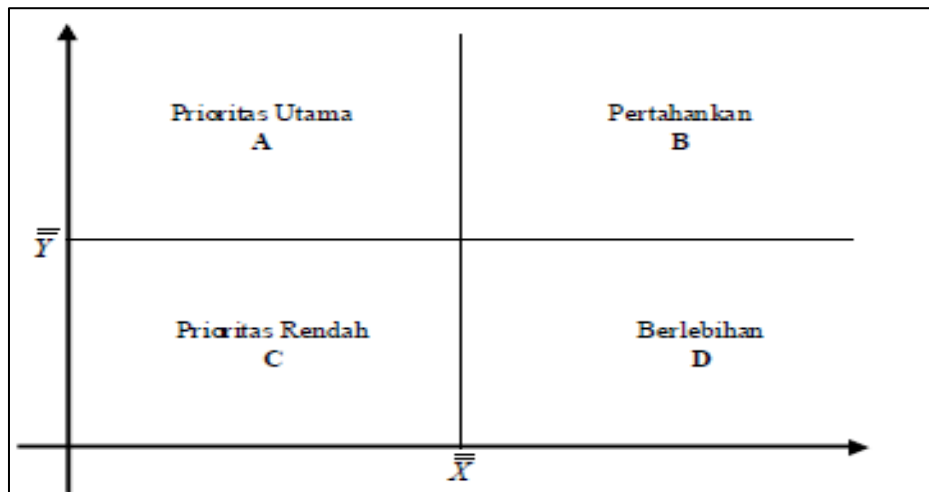 Prioritas Utama
A
Pertahankan
B
Y
Prioritas Rendah
C
Berlebihan
D
X